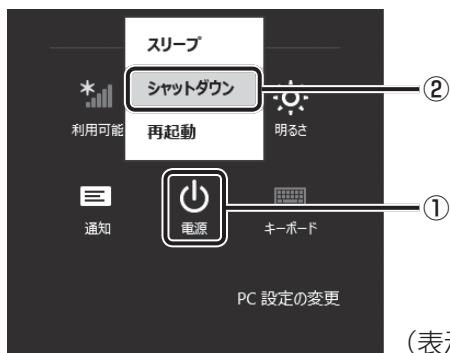 スリープ
シャットダウン
②
利用可能
再起動
明るさ
①
通知
電源
キーボード
PC 設定の変更
（表